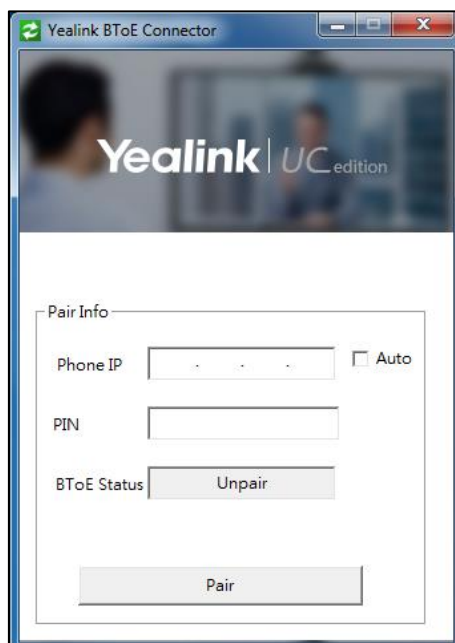 Yealink BToE Connector
Yealink | UC edition
Pair Info
Phone IP . . . Auto
PIN
BToE Status Unpair
Pair